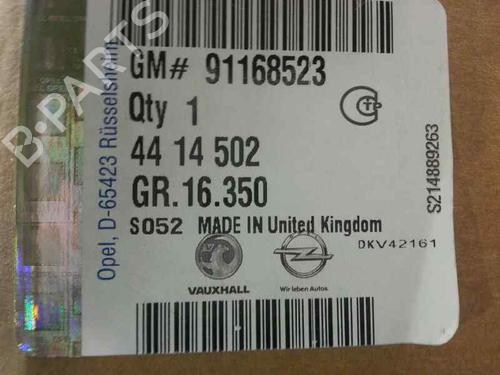 GM# 91168523
Qty 1
44 14 502
GR.16.350
S052 MADE IN United Kingdom
DKV42161
VAUXHALL
Wir leben Autos.
Opel, D-65423 Rüsselsheim
S214889263
B-PARTS